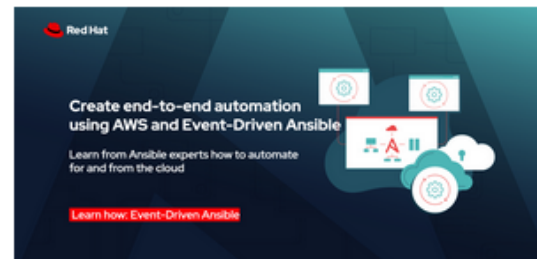 Red Hat
Create end-to-end automation
using AWS and Event-Driven Ansible
Learn from Ansible experts how to automate
for and from the cloud
Learn how: Event-Driven Ansible